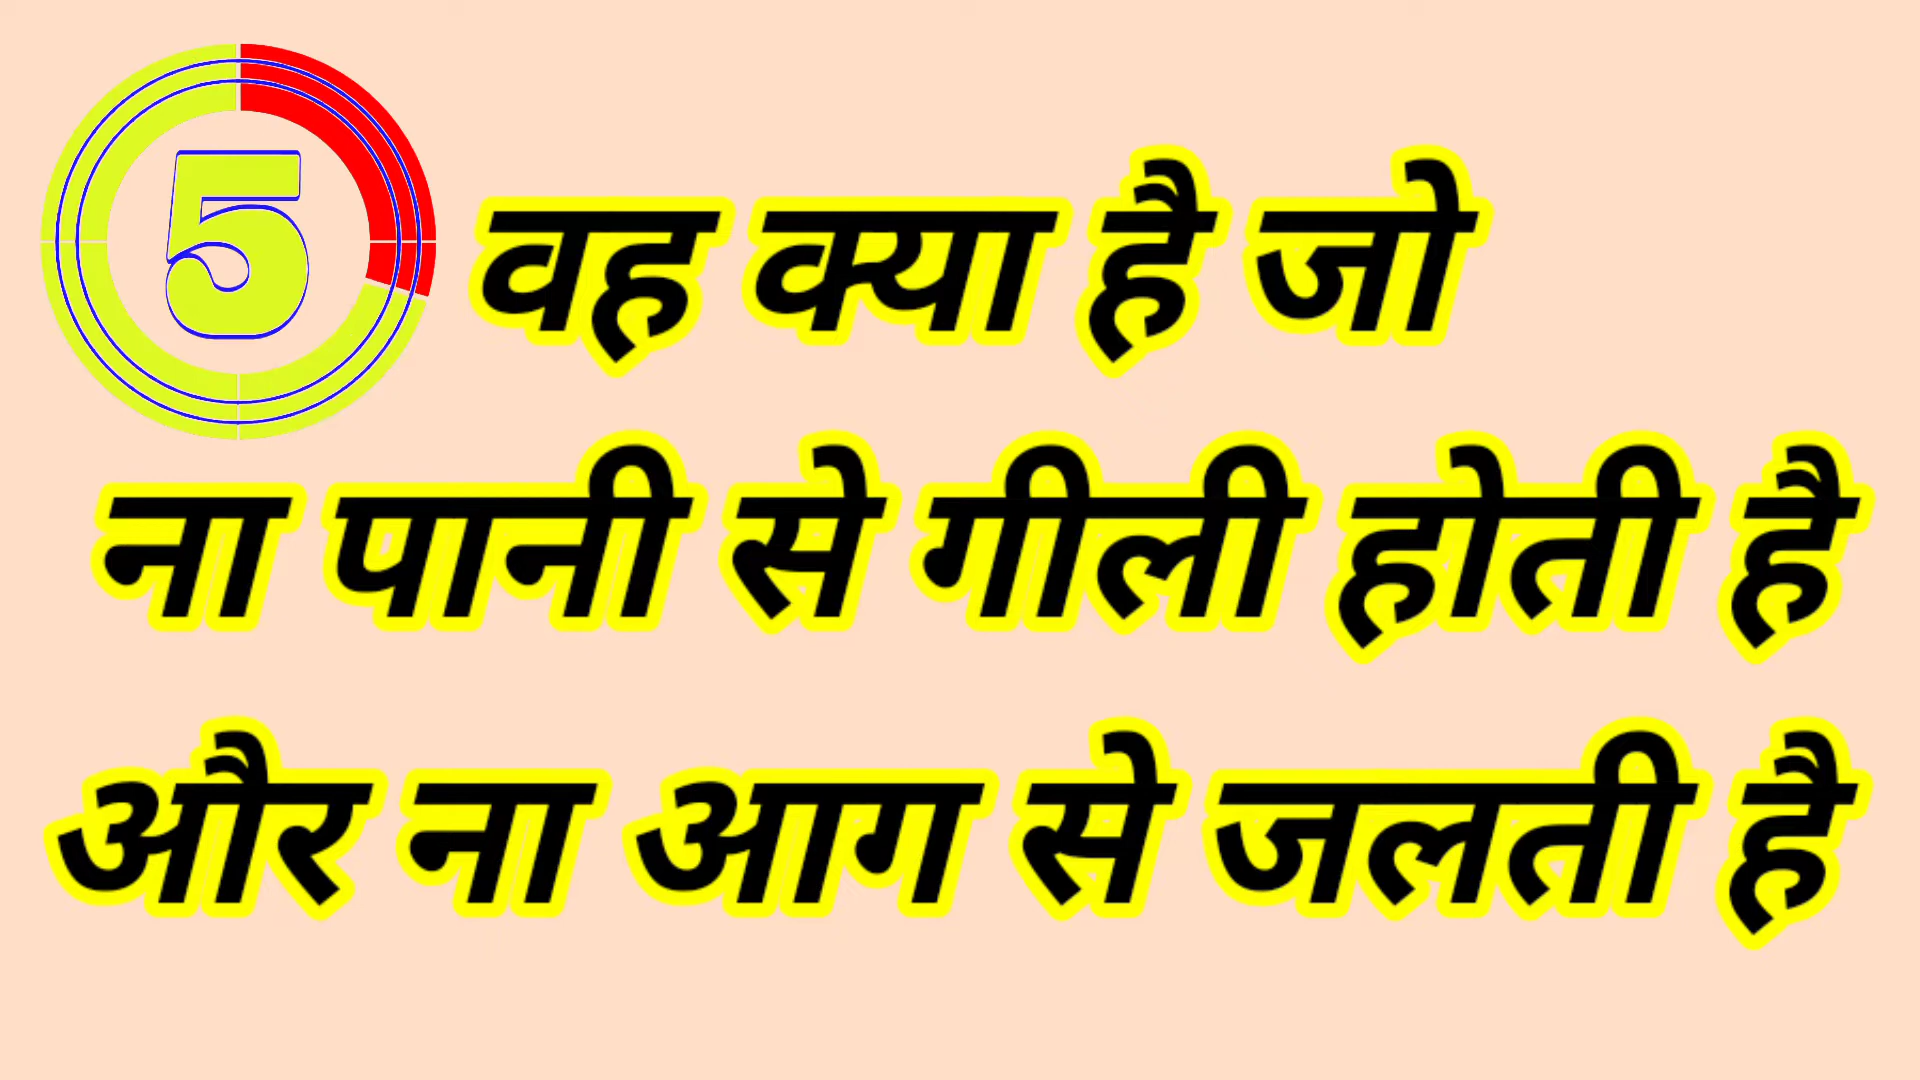 5 वह क्या है जो
ना पानी से गीली होती है
और ना आग से जलती है